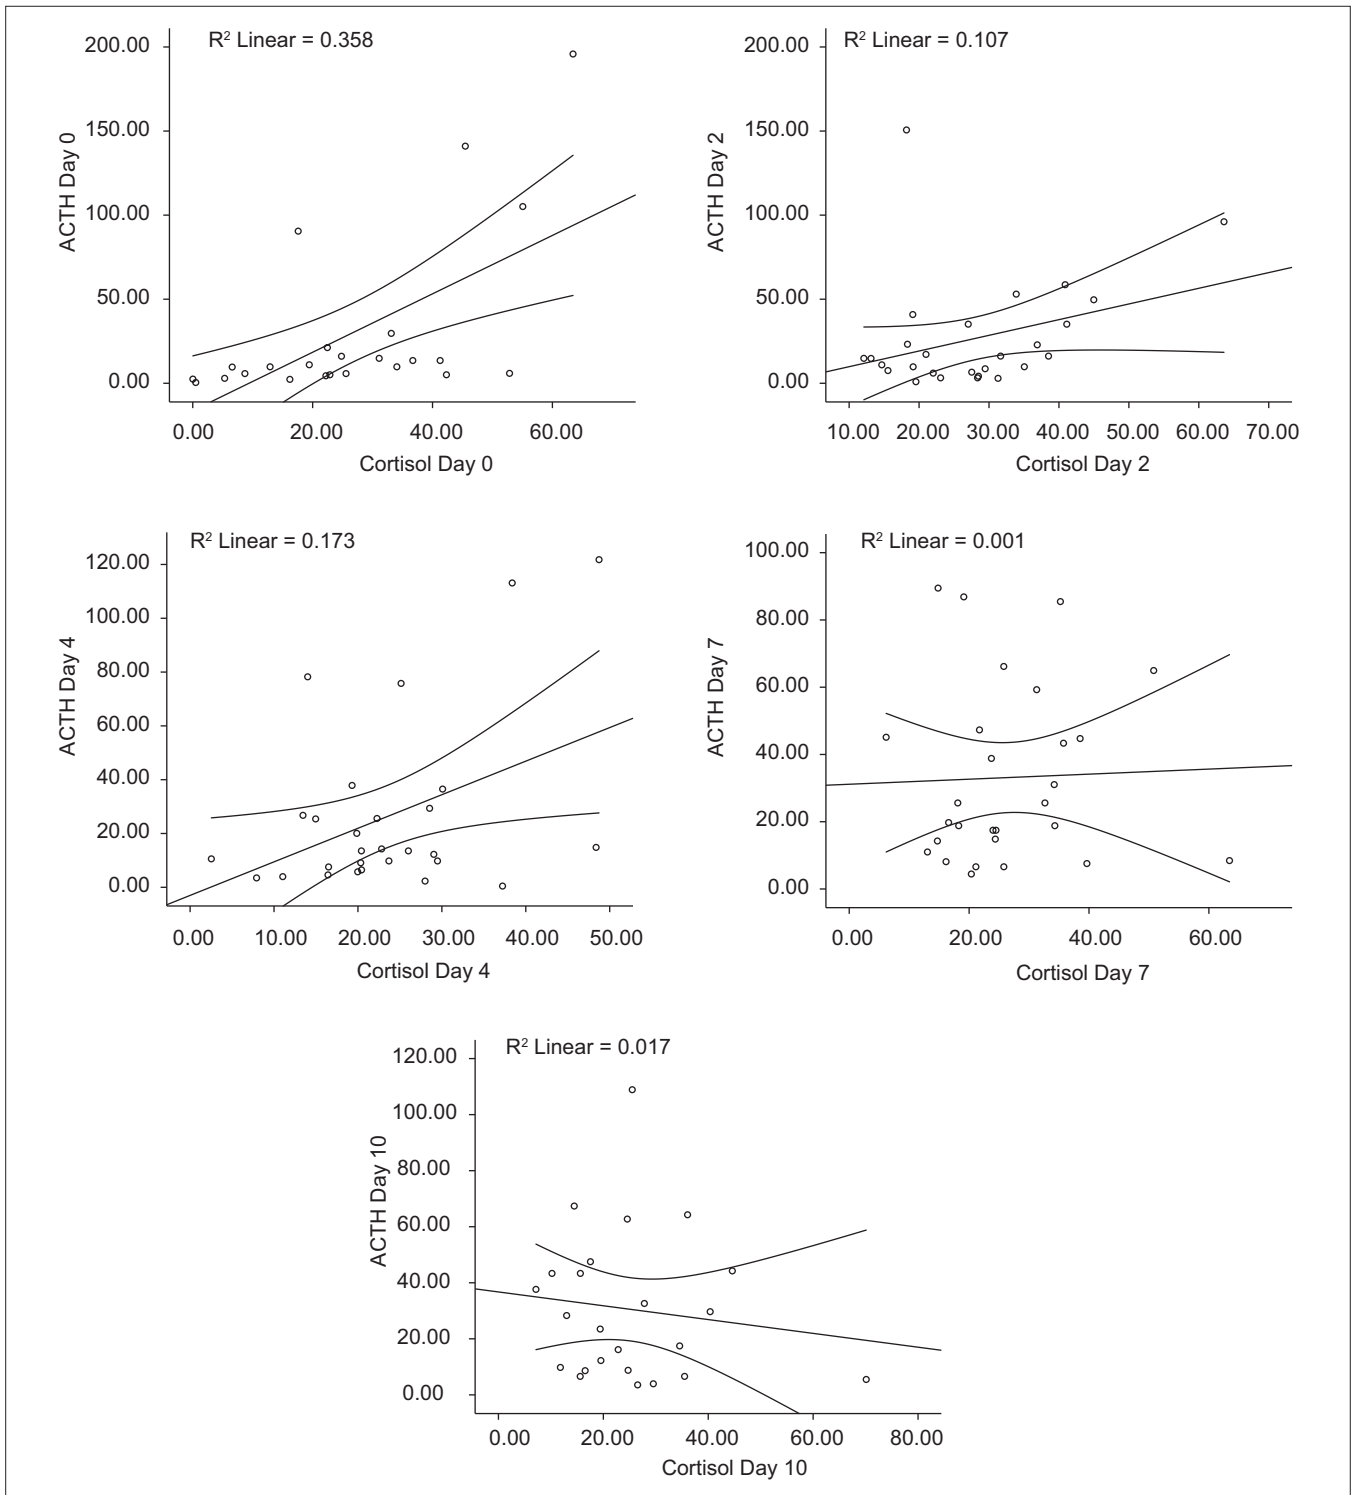 R² Linear = 0.358
200.00
150.00
100.00
50.00
0.00
ACTH Day 0
0.00 20.00 40.00 60.00
Cortisol Day 0
R² Linear = 0.107
200.00
150.00
100.00
50.00
0.00
ACTH Day 2
10.00 20.00 30.00 40.00 50.00 60.00 70.00
Cortisol Day 2
R² Linear = 0.173
120.00
100.00
80.00
60.00
40.00
20.00
0.00
ACTH Day 4
0.00 10.00 20.00 30.00 40.00 50.00
Cortisol Day 4
R² Linear = 0.001
100.00
80.00
60.00
40.00
20.00
0.00
ACTH Day 7
0.00 20.00 40.00 60.00
Cortisol Day 7
R² Linear = 0.017
120.00
100.00
80.00
60.00
40.00
20.00
0.00
ACTH Day 10
0.00 20.00 40.00 60.00 80.00
Cortisol Day 10